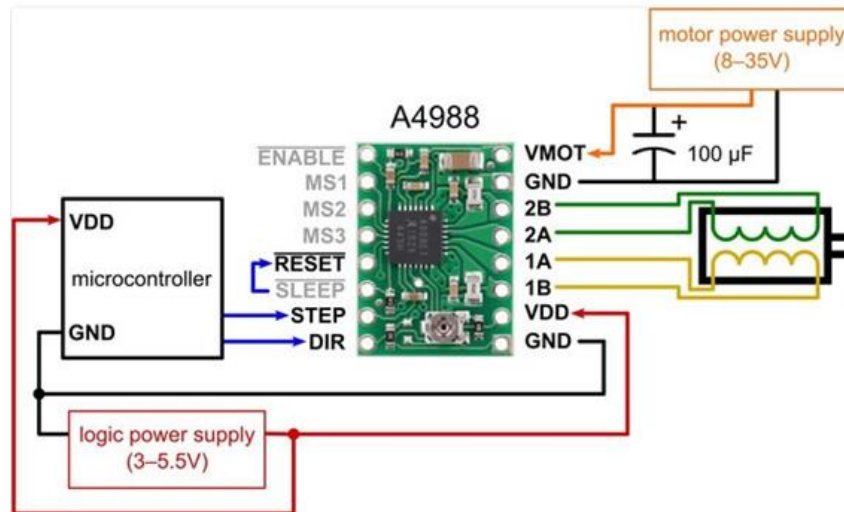 motor power supply
(8–35V)
A4988
ENABLE
MS1
MS2
MS3
RESET
SLEEP
STEP
DIR
VMOT
GND
2B
2A
1A
1B
VDD
GND
+
100 µF
VDD
microcontroller
GND
logic power supply
(3–5.5V)